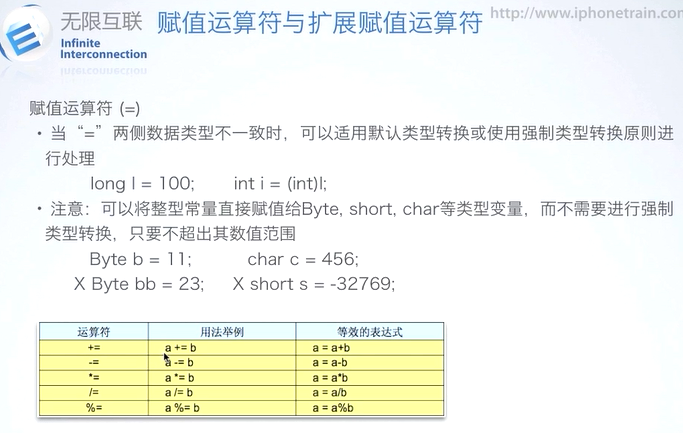 无限互联
Infinite
Interconnection
赋值运算符与扩展赋值运算符
http://www.iphonetrain.com
赋值运算符 (=)
• 当“=”两侧数据类型不一致时，可以适用默认类型转换或使用强制类型转换原则进
行处理
long l = 100; int i = (int)l;
• 注意：可以将整型常量直接赋值给Byte, short, char等类型变量，而不需要进行强制
类型转换，只要不超出其数值范围
Byte b = 11; char c = 456;
X Byte bb = 23; X short s = -32769;
运算符 用法举例 等效的表达式
+= a += b a = a+b
-= a -= b a = a-b
*= a *= b a = a*b
/= a /= b a = a/b
%= a %= b a = a%b